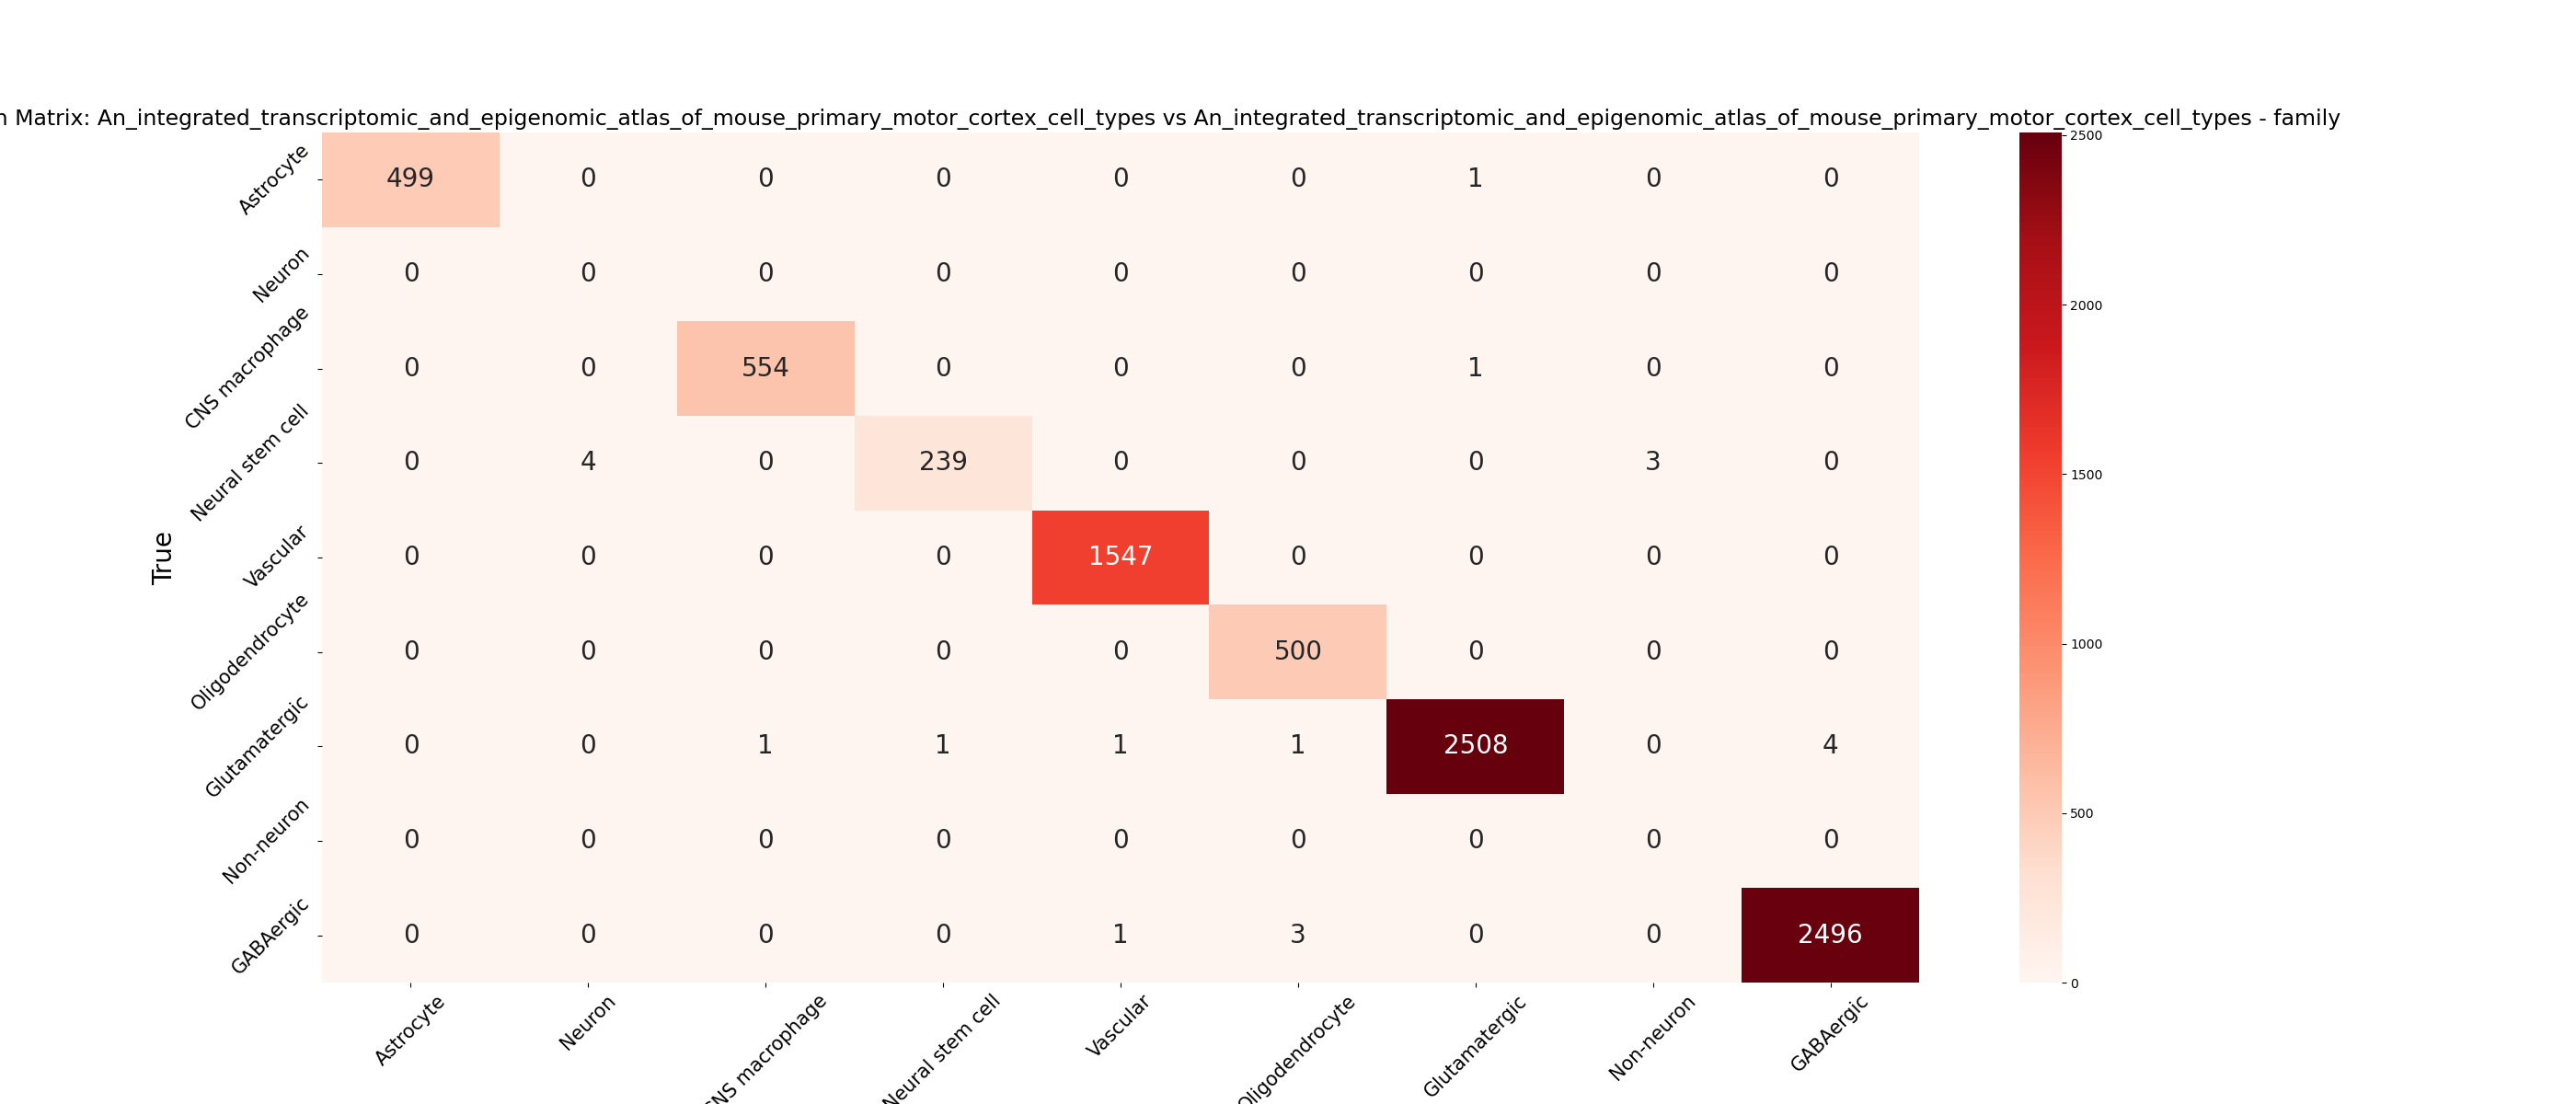 n Matrix: An_integrated_transcriptomic_and_epigenomic_atlas_of_mouse_primary_motor_cortex_cell_types vs An_integrated_transcriptomic_and_epigenomic_atlas_of_mouse_primary_motor_cortex_cell_types - family
True
Astrocyte 499 0 0 0 0 0 1 0 0
Neuron 0 0 0 0 0 0 0 0 0
CNS macrophage 0 0 554 0 0 0 1 0 0
Neural stem cell 0 4 0 239 0 0 0 3 0
Vascular 0 0 0 0 1547 0 0 0 0
Oligodendrocyte 0 0 0 0 0 500 0 0 0
Glutamatergic 0 0 1 1 1 1 2508 0 4
Non-neuron 0 0 0 0 0 0 0 0 0
GABAergic 0 0 0 0 1 3 0 0 2496
Astrocyte Neuron CNS macrophage Neural stem cell Vascular Oligodendrocyte Glutamatergic Non-neuron GABAergic
2500
2000
1500
1000
500
0